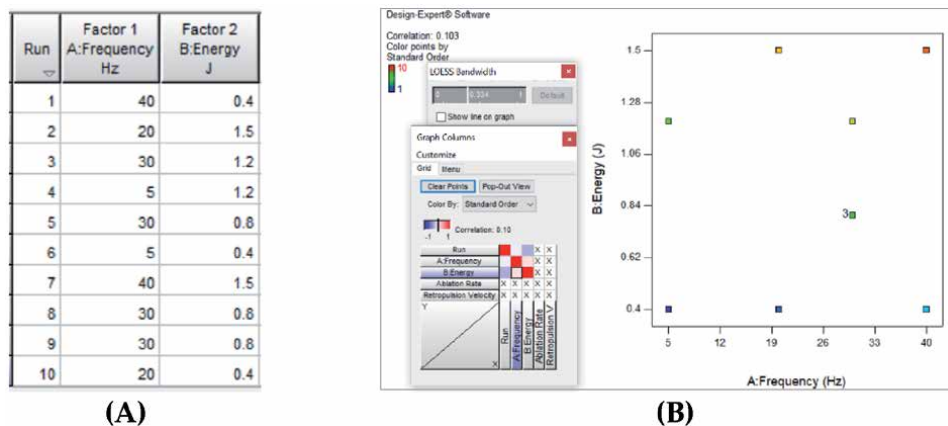 Run
Factor 1
A:Frequency
Hz
Factor 2
B:Energy
J
1 40 0.4
2 20 1.5
3 30 1.2
4 5 1.2
5 30 0.8
6 5 0.4
7 40 1.5
8 30 0.8
9 30 0.8
10 20 0.4
(A)
Design-Expert® Software
Correlation: 0.103
Color points by
Standard Order
10
1
LOESS Bandwidth
0 0.334 1 Default
Show line on graph
Graph Columns
Customize
Grid Menu
Clear Points Pop-Out View
Color By: Standard Order
-1 1
Correlation: 0.10
Run X X
A:Frequency X X
B:Energy X X
Ablation Rate X X X X X
Retropulsion Velocity X X X X X
Y
X
Run
A:Frequency
B:Energy
Ablation Rate
Retropulsion V
B:Energy (J)
1.5
1.28
1.06
0.84
0.62
0.4
3
5 12 19 26 33 40
A:Frequency (Hz)
(B)